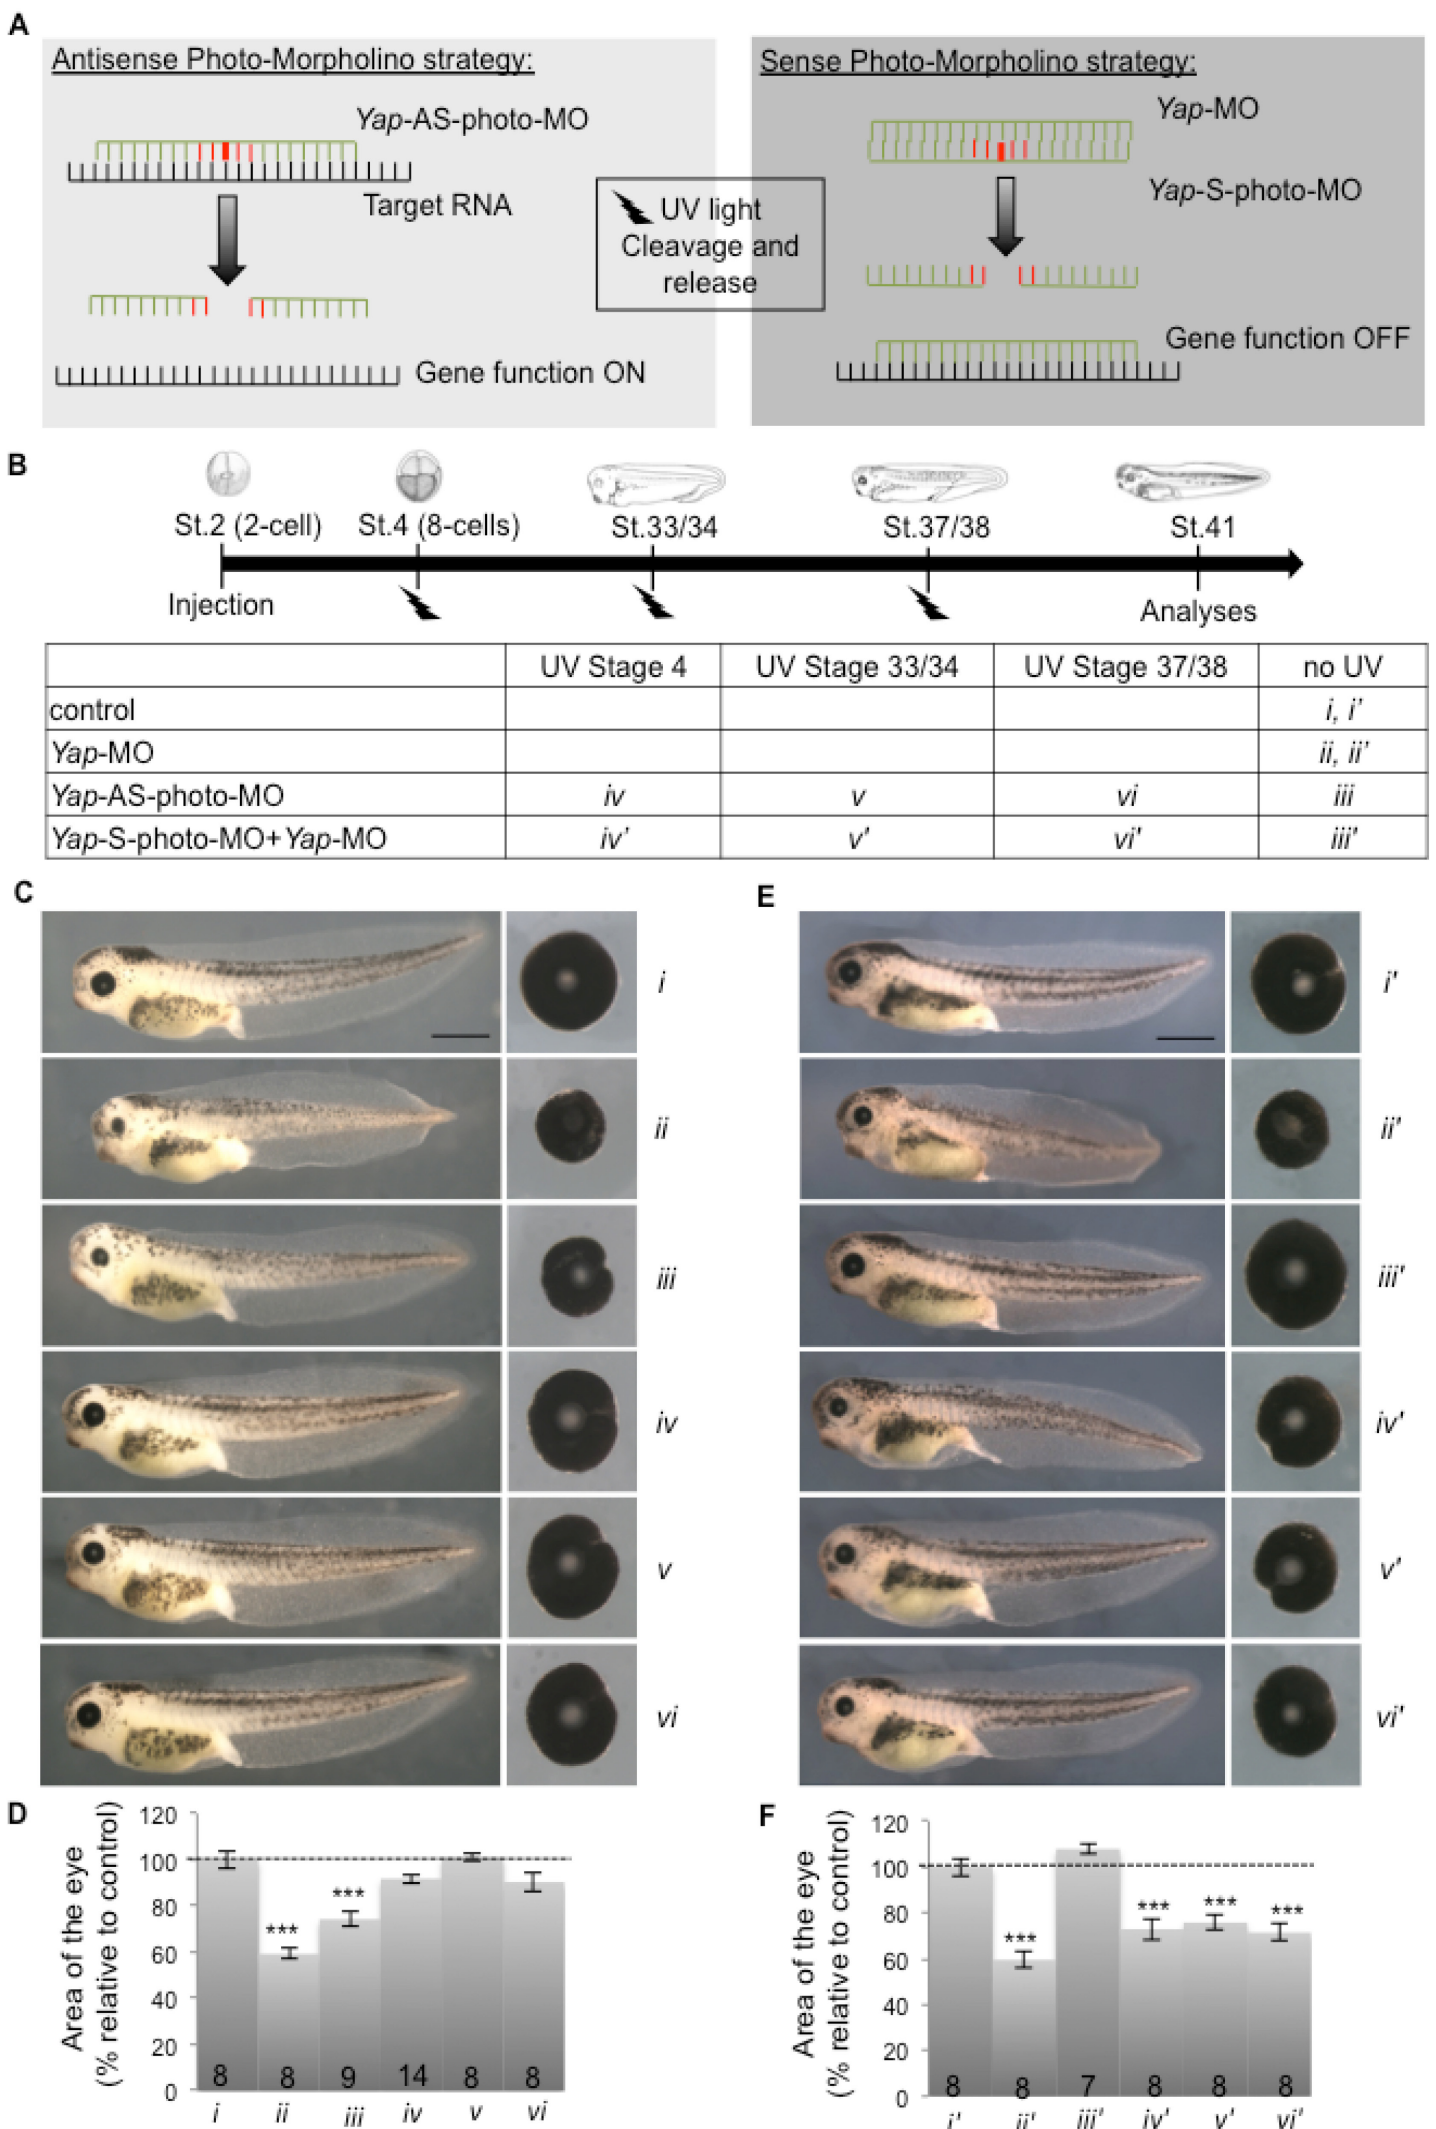 A
Antisense Photo-Morpholino strategy:
Yap-AS-photo-MO
Target RNA
Gene function ON
UV light
Cleavage and
release
Sense Photo-Morpholino strategy:
Yap-MO
Yap-S-photo-MO
Gene function OFF
B
St.2 (2-cell) St.4 (8-cells) St.33/34 St.37/38 St.41
Injection Analyses
UV Stage 4 UV Stage 33/34 UV Stage 37/38 no UV
control i, i'
Yap-MO ii, ii'
Yap-AS-photo-MO iv v vi iii
Yap-S-photo-MO+Yap-MO iv' v' vi' iii'
C
i
ii
iii
iv
v
vi
E
i'
ii'
iii'
iv'
v'
vi'
D
Area of the eye
(% relative to control)
120
100
80
60
40
20
0
*** ***
8 8 9 14 8 8
i ii iii iv v vi
F
Area of the eye
(% relative to control)
120
100
80
60
40
20
0
*** *** *** ***
8 8 7 8 8 8
i' ii' iii' iv' v' vi'